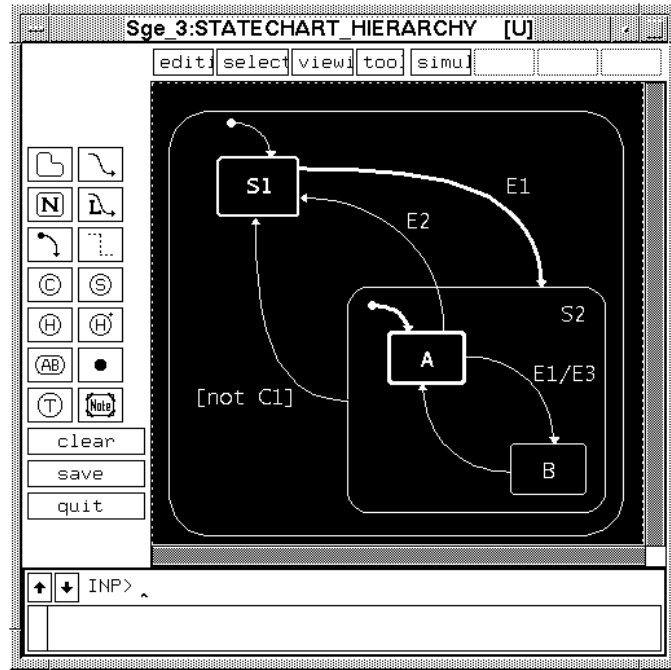 Sge_3:STATECHART_HIERARCHY [U]
editi select viewi tool simul
S1
E1
E2
N
L
S2
C S
H H*
A
AB
E1/E3
[not C1]
T Note
clear
B
save
quit
INP>